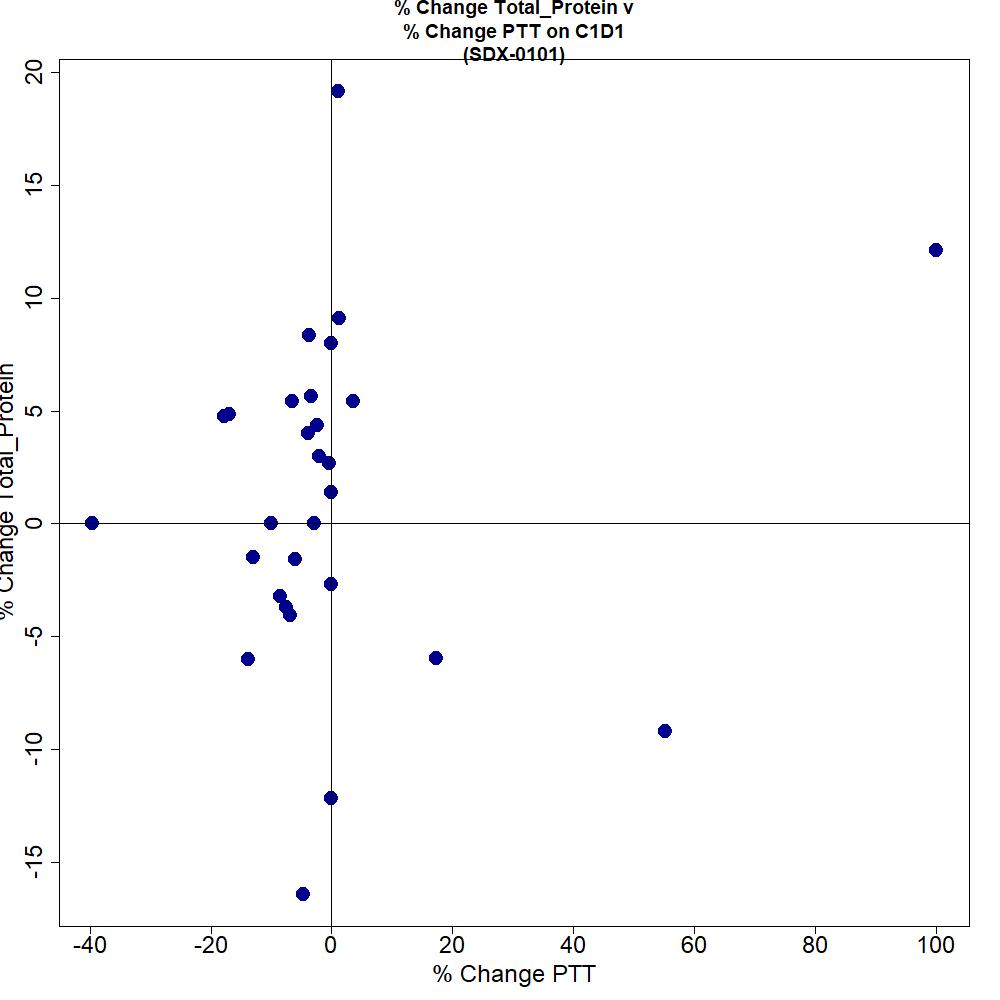 % Change Total_Protein v
% Change PTT on C1D1
(SDX-0101)
20
15
10
5
0
-5
-10
-15
% Change Total_Protein
-40 -20 0 20 40 60 80 100
% Change PTT